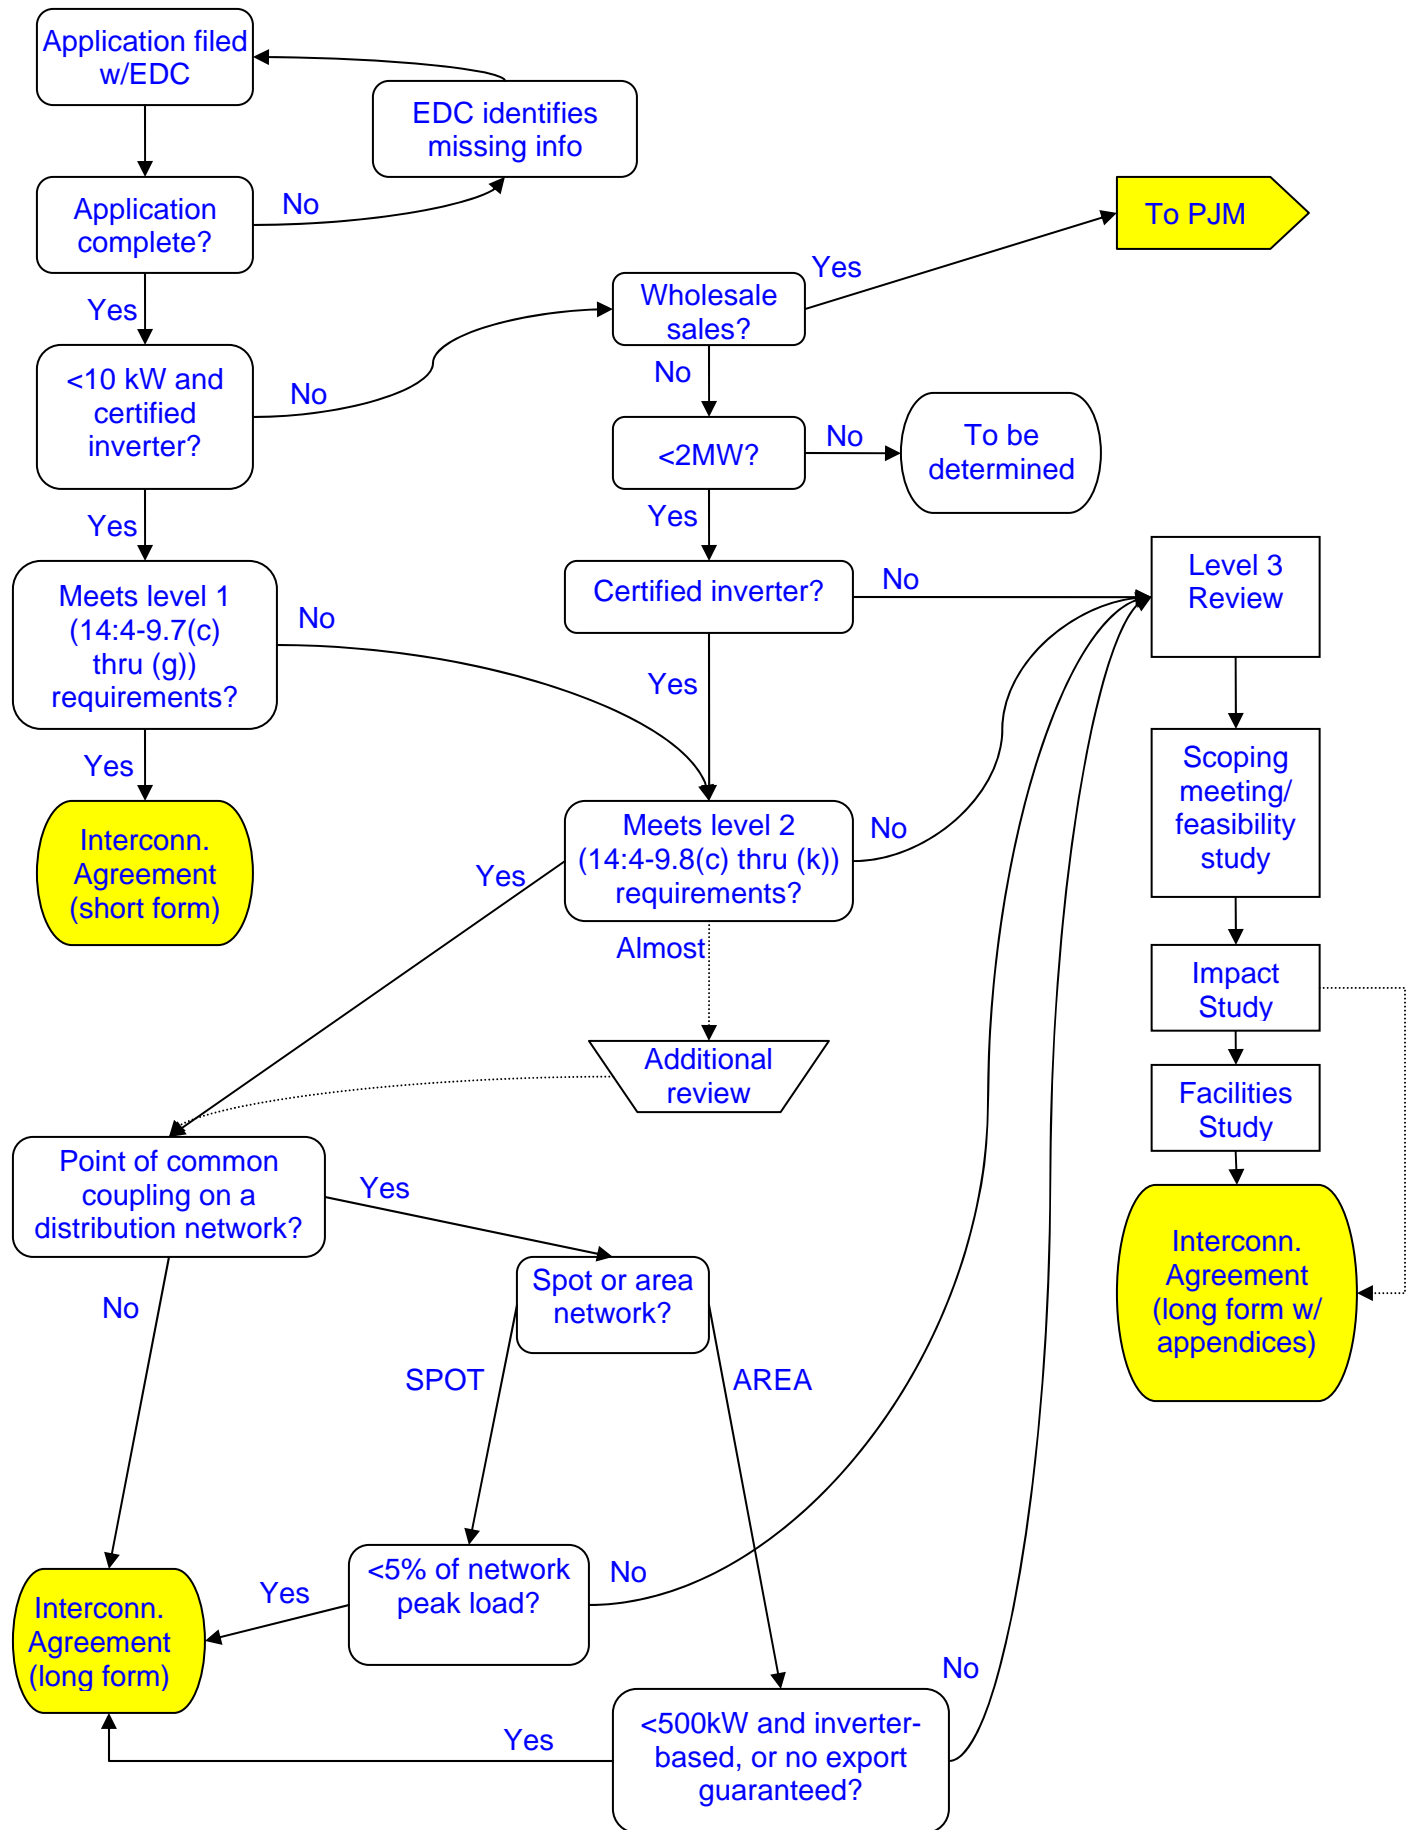 Application filed
w/EDC
EDC identifies
missing info
Application
complete?
No
To PJM
Yes
Wholesale
sales?
Yes
<10 kW and
certified
inverter?
No
No
<2MW?
No
To be
determined
Yes
Yes
Meets level 1
(14:4-9.7(c)
thru (g))
requirements?
No
Certified inverter?
No
Level 3
Review
Yes
Yes
Interconn.
Agreement
(short form)
Meets level 2
(14:4-9.8(c) thru (k))
requirements?
No
Yes
Almost
Scoping
meeting/
feasibility
study
Impact
Study
Additional
review
Facilities
Study
Point of common
coupling on a
distribution network?
Yes
No
Spot or area
network?
Interconn.
Agreement
(long form w/
appendices)
SPOT
AREA
<5% of network
peak load?
No
Yes
Interconn.
Agreement
(long form)
No
<500kW and inverter-
based, or no export
guaranteed?
Yes